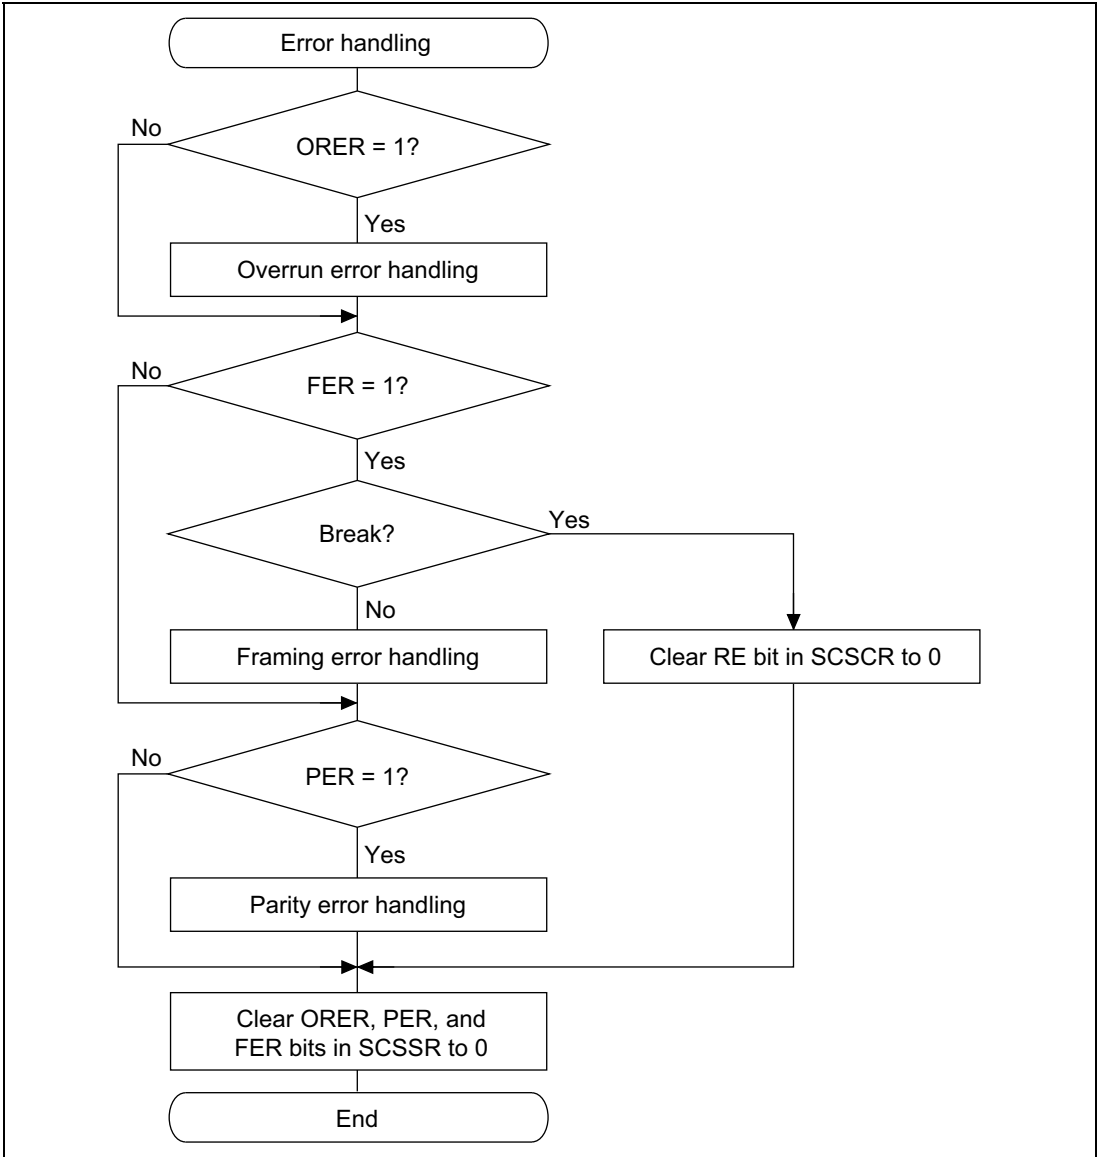 Error handling
No
ORER = 1?
Yes
Overrun error handling
No
FER = 1?
Yes
Break?
Yes
No
Framing error handling
Clear RE bit in SCSCR to 0
No
PER = 1?
Yes
Parity error handling
Clear ORER, PER, and
FER bits in SCSSR to 0
End